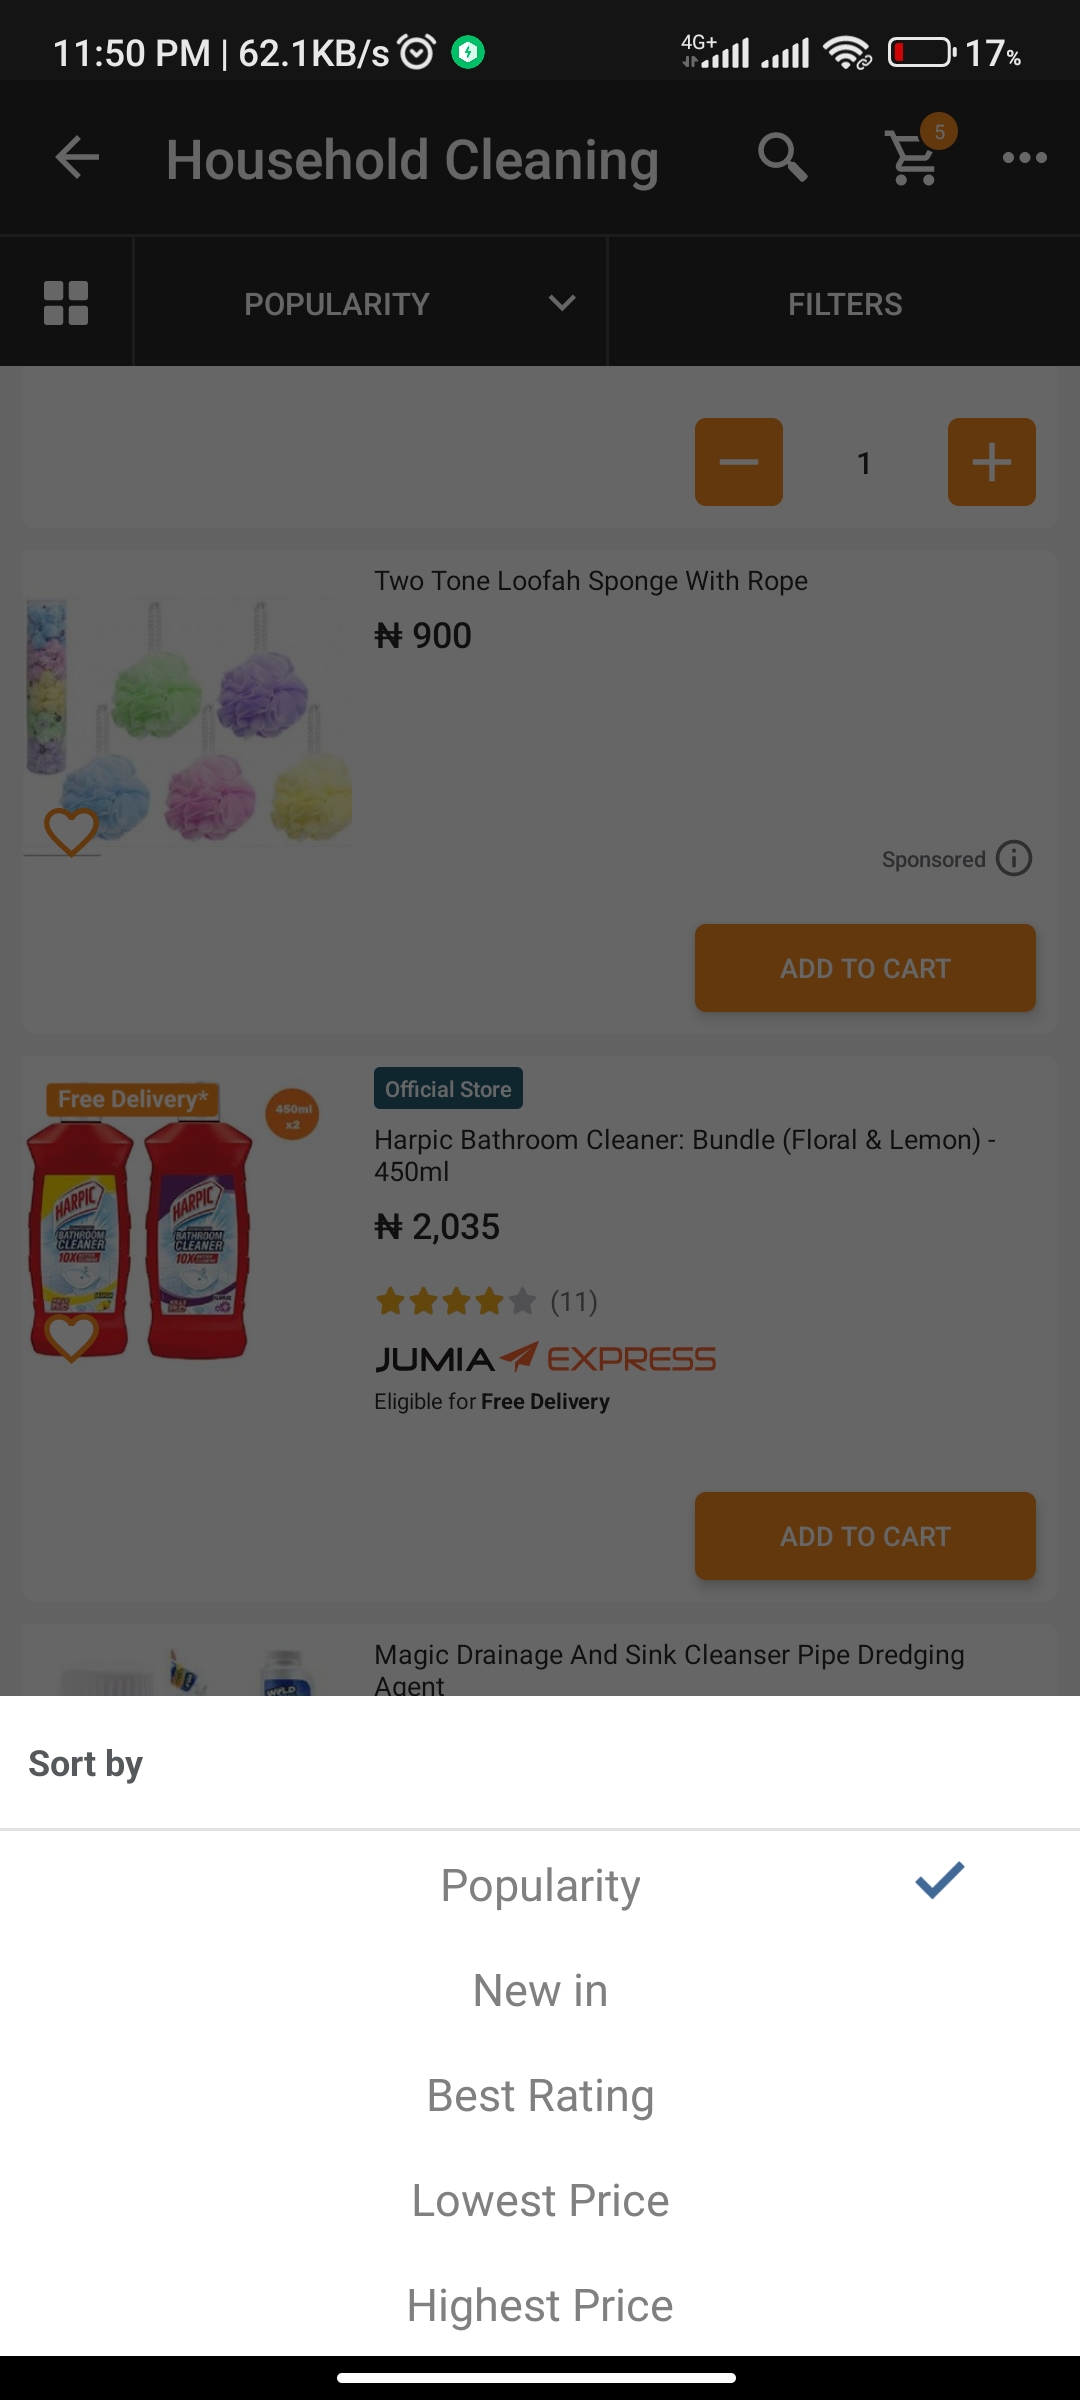 11:50 PM | 62.1KB/s 4G+ 17%
Household Cleaning 5
POPULARITY FILTERS
1
Two Tone Loofah Sponge With Rope
₦ 900
Sponsored
ADD TO CART
Free Delivery*
450ml
x2
HARPIC HARPIC
BATHROOM BATHROOM
CLEANER CLEANER
10X 10X
Official Store
Harpic Bathroom Cleaner: Bundle (Floral & Lemon) -
450ml
₦ 2,035
(11)
JUMIA EXPRESS
Eligible for Free Delivery
ADD TO CART
Magic Drainage And Sink Cleanser Pipe Dredging
Agent
Sort by
Popularity
New in
Best Rating
Lowest Price
Highest Price